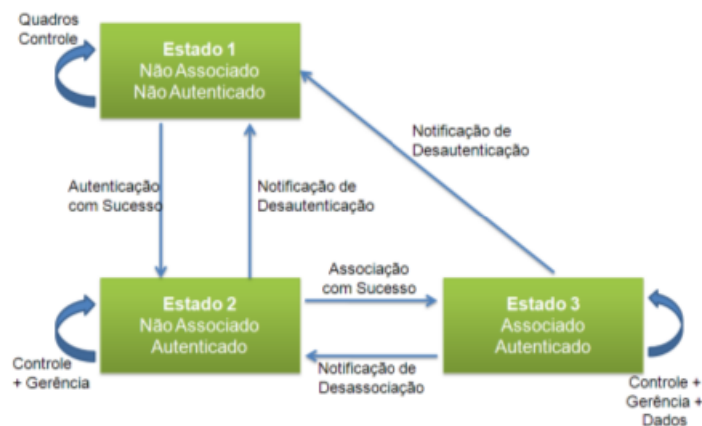 Quadros
Controle
Estado 1
Não Associado
Não Autenticado
Notificação de
Desautenticação
Autenticação
com Sucesso
Notificação de
Desautenticação
Associação
com Sucesso
Estado 2
Não Associado
Autenticado
Estado 3
Associado
Autenticado
Controle
+ Gerência
Notificação de
Desassociação
Controle +
Gerência +
Dados